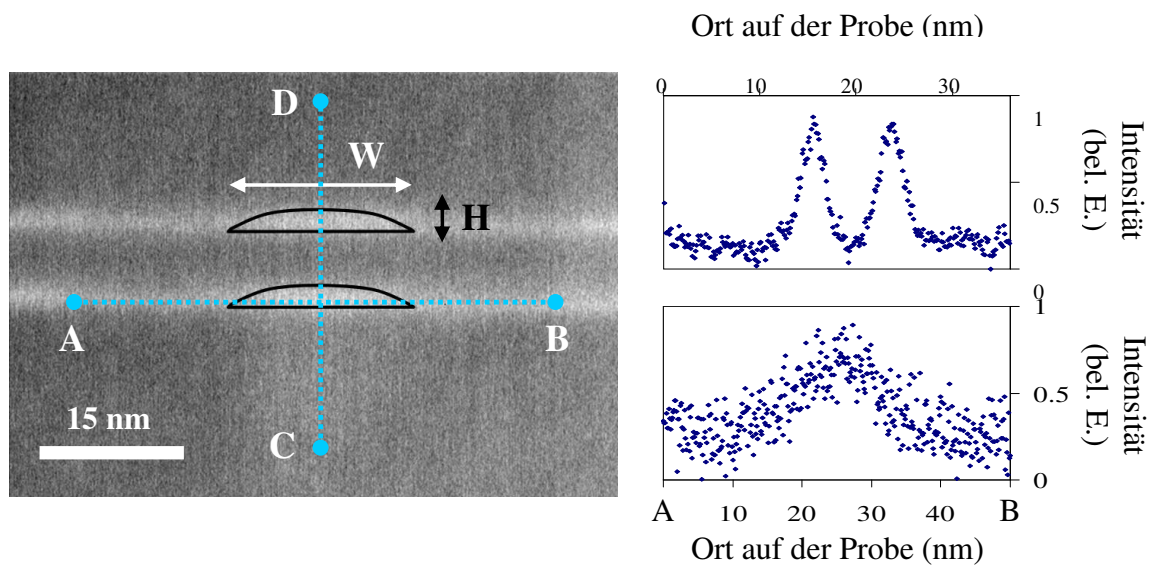 Ort auf der Probe (nm)
D
W
H
A
B
15 nm
C
0 10 20 30
1
0.5
0
Intensität
(bel. E.)
1
0.5
0
Intensität
(bel. E.)
A 10 20 30 40 B
Ort auf der Probe (nm)